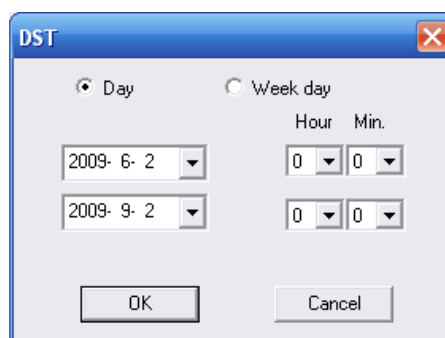 DST
Day Week day
Hour Min.
2009- 6- 2 0 0
2009- 9- 2 0 0
OK Cancel